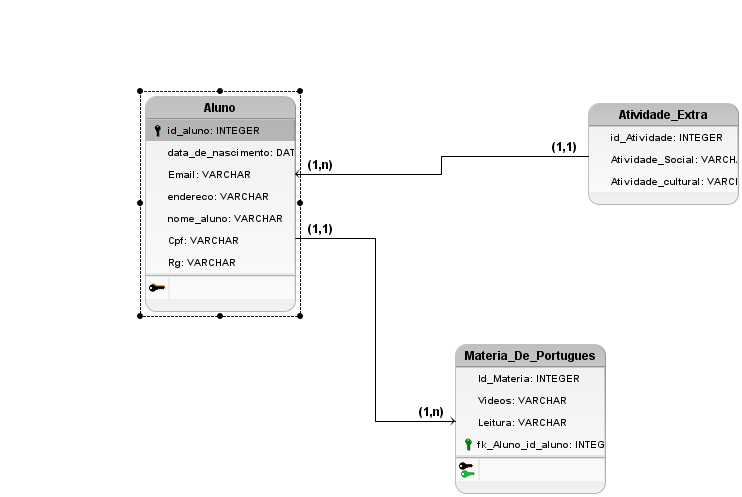 Aluno
id_aluno: INTEGER
data_de_nascimento: DAT
Email: VARCHAR
endereco: VARCHAR
nome_aluno: VARCHAR
Cpf: VARCHAR
Rg: VARCHAR
(1,n)
(1,1)
Atividade_Extra
id_Atividade: INTEGER
Atividade_Social: VARCH
Atividade_cultural: VARCI
(1,1)
(1,n)
Materia_De_Portugues
Id_Materia: INTEGER
Videos: VARCHAR
Leitura: VARCHAR
fk_Aluno_id_aluno: INTEG